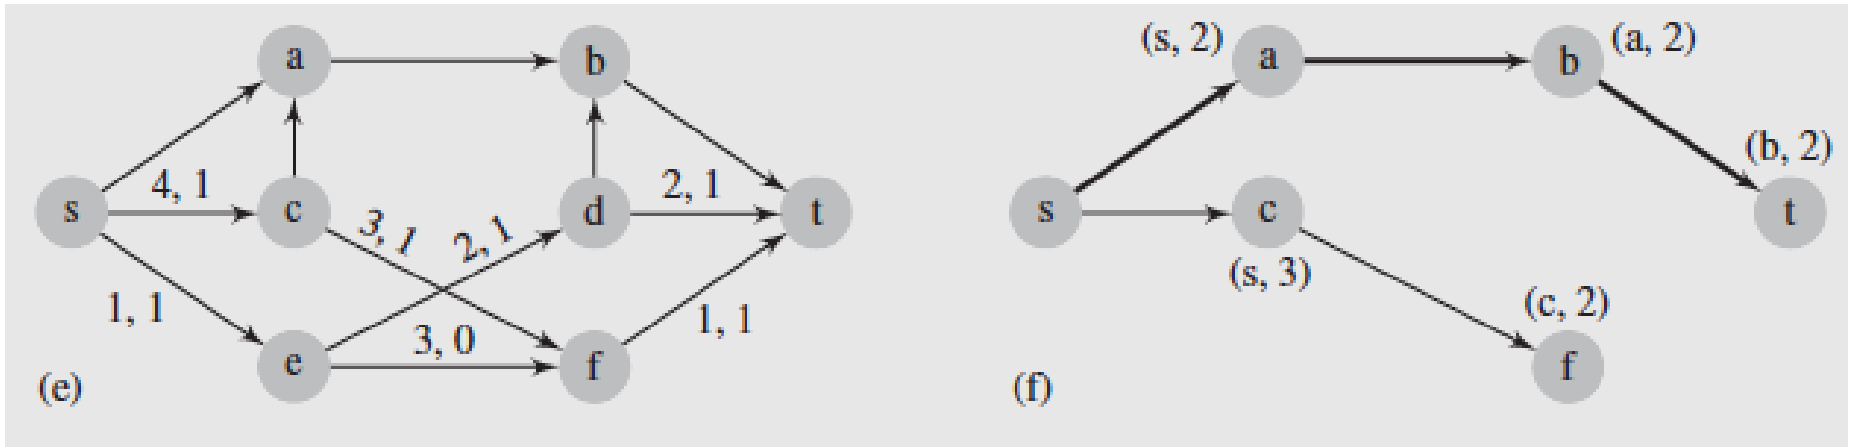 a
b
4, 1
2, 1
s
c
d
t
3, 1
2, 1
1, 1
3, 0
1, 1
e
f
(e)
(s, 2)
a
b
(a, 2)
(b, 2)
s
c
t
(s, 3)
(c, 2)
f
(f)